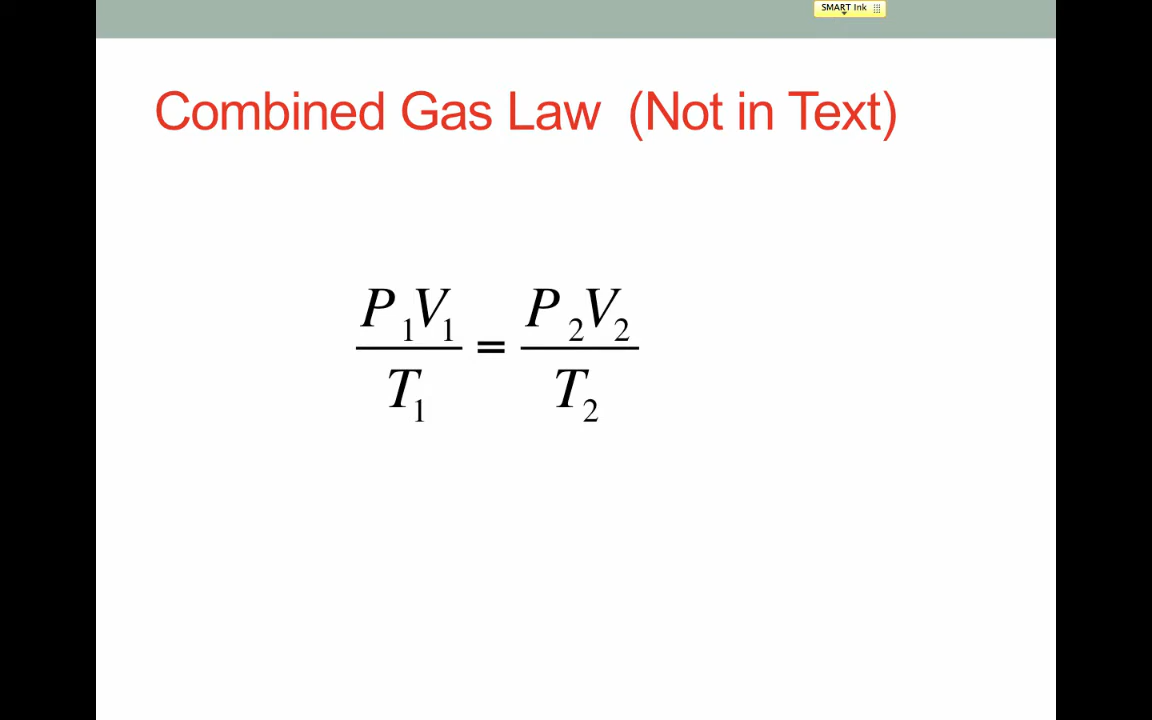 SMART Ink
Combined Gas Law (Not in Text)
P₁V₁ / T₁ = P₂V₂ / T₂